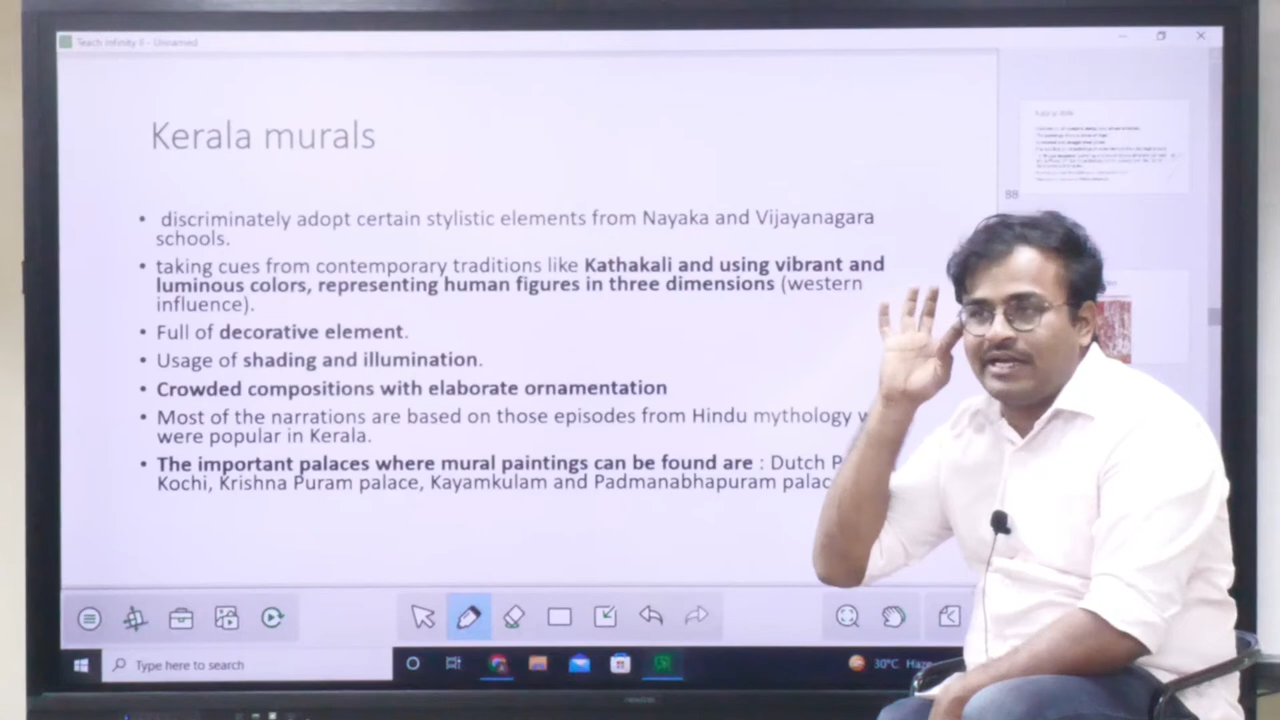 Teach Infinity II - Unnamed
Kerala murals
• discriminately adopt certain stylistic elements from Nayaka and Vijayanagara
schools.
• taking cues from contemporary traditions like Kathakali and using vibrant and
luminous colors, representing human figures in three dimensions (western
influence).
• Full of decorative element.
• Usage of shading and illumination.
• Crowded compositions with elaborate ornamentation
• Most of the narrations are based on those episodes from Hindu mythology
were popular in Kerala.
• The important palaces where mural paintings can be found are : Dutch
Kochi, Krishna Puram palace, Kayamkulam and Padmanabhapuram
88
Type here to search
30°C